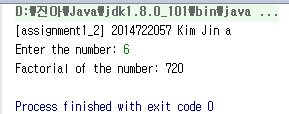 D:\진아\Java\jdk1.8.0_101\bin\java ...
[assignment1_2] 2014722057 Kim Jin a
Enter the number: 6
Factorial of the number: 720
Process finished with exit code 0